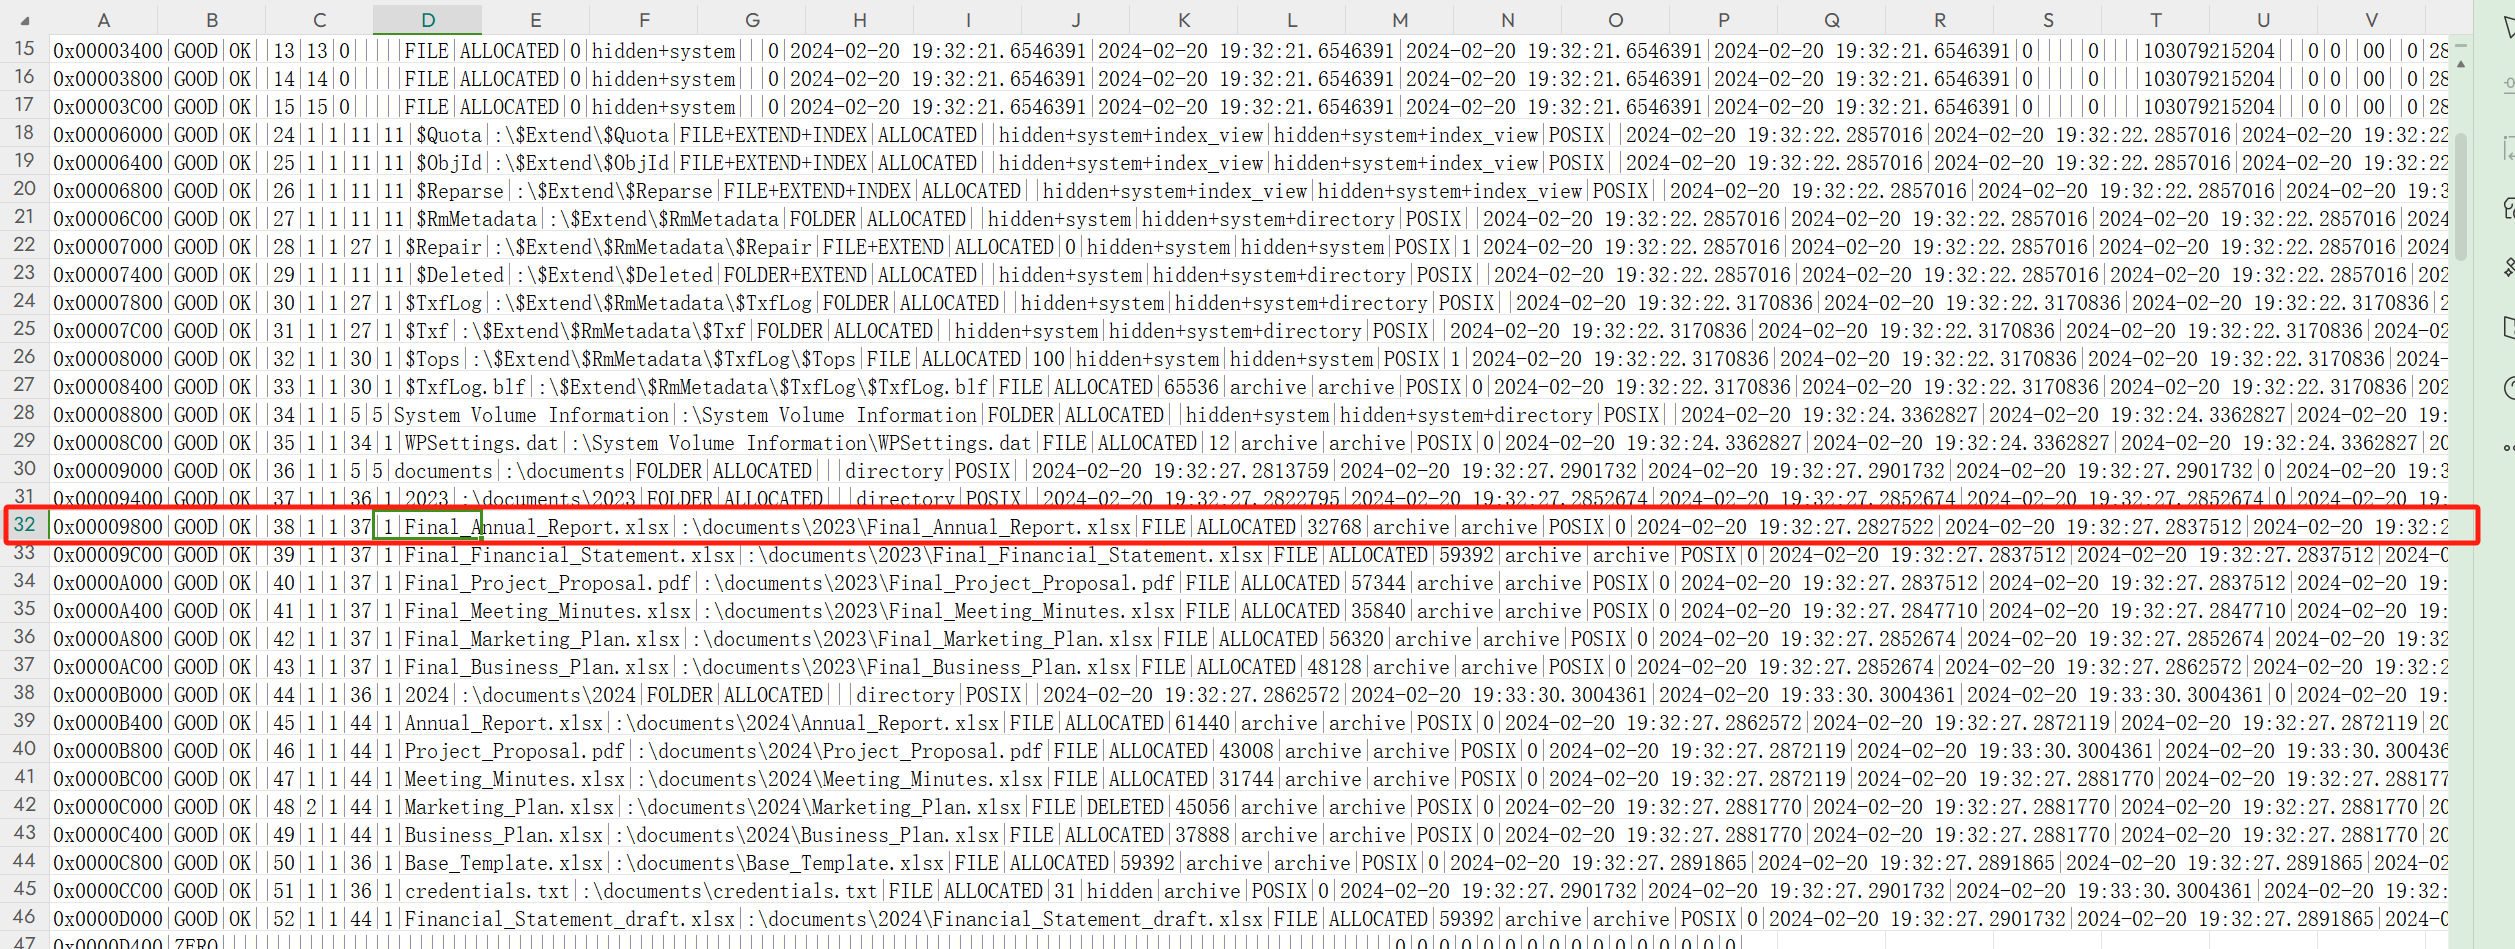 A B C D E F G H I J K L M N O P Q R S T U V
15 0x00003400|GOOD|OK| |13|13|0| | | | |FILE|ALLOCATED|0|hidden+system| | |0|2024-02-20 19:32:21.6546391|2024-02-20 19:32:21.6546391|2024-02-20 19:32:21.6546391|2024-02-20 19:32:21.6546391|0| | | |0| | | |103079215204| | |0|0| |00| |0|28
16 0x00003800|GOOD|OK| |14|14|0| | | | |FILE|ALLOCATED|0|hidden+system| | |0|2024-02-20 19:32:21.6546391|2024-02-20 19:32:21.6546391|2024-02-20 19:32:21.6546391|2024-02-20 19:32:21.6546391|0| | | |0| | | |103079215204| | |0|0| |00| |0|28
17 0x00003C00|GOOD|OK| |15|15|0| | | | |FILE|ALLOCATED|0|hidden+system| | |0|2024-02-20 19:32:21.6546391|2024-02-20 19:32:21.6546391|2024-02-20 19:32:21.6546391|2024-02-20 19:32:21.6546391|0| | | |0| | | |103079215204| | |0|0| |00| |0|28
18 0x00006000|GOOD|OK| |24|1|1|11|11| |$Quota|:\$Extend\$Quota|FILE+EXTEND+INDEX|ALLOCATED| |hidden+system+index_view|hidden+system+index_view|POSIX| |2024-02-20 19:32:22.2857016|2024-02-20 19:32:22.2857016|2024-02-20 19:32:22
19 0x00006400|GOOD|OK| |25|1|1|11|11| |$ObjId|:\$Extend\$ObjId|FILE+EXTEND+INDEX|ALLOCATED| |hidden+system+index_view|hidden+system+index_view|POSIX| |2024-02-20 19:32:22.2857016|2024-02-20 19:32:22.2857016|2024-02-20 19:32:22
20 0x00006800|GOOD|OK| |26|1|1|11|11| |$Reparse|:\$Extend\$Reparse|FILE+EXTEND+INDEX|ALLOCATED| |hidden+system+index_view|hidden+system+index_view|POSIX| |2024-02-20 19:32:22.2857016|2024-02-20 19:32:22.2857016|2024-02-20 19:3
21 0x00006C00|GOOD|OK| |27|1|1|11|11| |$RmMetadata|:\$Extend\$RmMetadata|FOLDER|ALLOCATED| |hidden+system|hidden+system+directory|POSIX| |2024-02-20 19:32:22.2857016|2024-02-20 19:32:22.2857016|2024-02-20 19:32:22.2857016|2024
22 0x00007000|GOOD|OK| |28|1|1|27|1|$Repair|:\$Extend\$RmMetadata\$Repair|FILE+EXTEND|ALLOCATED|0|hidden+system|hidden+system|POSIX|1|2024-02-20 19:32:22.2857016|2024-02-20 19:32:22.2857016|2024-02-20 19:32:22.2857016|2024
23 0x00007400|GOOD|OK| |29|1|1|11|11| |$Deleted|:\$Extend\$Deleted|FOLDER+EXTEND|ALLOCATED| |hidden+system|hidden+system+directory|POSIX| |2024-02-20 19:32:22.2857016|2024-02-20 19:32:22.2857016|2024-02-20 19:32:22.2857016|202
24 0x00007800|GOOD|OK| |30|1|1|27|1|$TxfLog|:\$Extend\$RmMetadata\$TxfLog|FOLDER|ALLOCATED| |hidden+system|hidden+system+directory|POSIX| |2024-02-20 19:32:22.3170836|2024-02-20 19:32:22.3170836|2024-02-20 19:32:22.3170836|2
25 0x00007C00|GOOD|OK| |31|1|1|27|1|$Txf|:\$Extend\$RmMetadata\$Txf|FOLDER|ALLOCATED| |hidden+system|hidden+system+directory|POSIX| |2024-02-20 19:32:22.3170836|2024-02-20 19:32:22.3170836|2024-02-20 19:32:22.3170836|2024-02
26 0x00008000|GOOD|OK| |32|1|1|30|1|$Tops|:\$Extend\$RmMetadata\$TxfLog\$Tops|FILE|ALLOCATED|100|hidden+system|hidden+system|POSIX|1|2024-02-20 19:32:22.3170836|2024-02-20 19:32:22.3170836|2024-02-20 19:32:22.3170836|2024-
27 0x00008400|GOOD|OK| |33|1|1|30|1|$TxfLog.blf|:\$Extend\$RmMetadata\$TxfLog\$TxfLog.blf|FILE|ALLOCATED|65536|archive|archive|POSIX|0|2024-02-20 19:32:22.3170836|2024-02-20 19:32:22.3170836|2024-02-20 19:32:22.3170836|202
28 0x00008800|GOOD|OK| |34|1|1|5|5|System Volume Information|:\System Volume Information|FOLDER|ALLOCATED| |hidden+system|hidden+system+directory|POSIX| |2024-02-20 19:32:24.3362827|2024-02-20 19:32:24.3362827|2024-02-20 19:32:2
29 0x00008C00|GOOD|OK| |35|1|1|34|1|WPSettings.dat|:\System Volume Information\WPSettings.dat|FILE|ALLOCATED|12|archive|archive|POSIX|0|2024-02-20 19:32:24.3362827|2024-02-20 19:32:24.3362827|2024-02-20 19:32:24.3362827|20
30 0x00009000|GOOD|OK| |36|1|1|5|5|documents|:\documents|FOLDER|ALLOCATED| | |directory|POSIX| |2024-02-20 19:32:27.2813759|2024-02-20 19:32:27.2901732|2024-02-20 19:32:27.2901732|2024-02-20 19:32:27.2901732|0|2024-02-20 19:3
31 0x00009400|GOOD|OK| |37|1|1|36|1|2023|:\documents\2023|FOLDER|ALLOCATED| | |directory|POSIX| |2024-02-20 19:32:27.2822795|2024-02-20 19:32:27.2852674|2024-02-20 19:32:27.2852674|2024-02-20 19:32:27.2852674|0|2024-02-20 19:
32 0x00009800|GOOD|OK| |38|1|1|37|1|Final_Annual_Report.xlsx|:\documents\2023\Final_Annual_Report.xlsx|FILE|ALLOCATED|32768|archive|archive|POSIX|0|2024-02-20 19:32:27.2827522|2024-02-20 19:32:27.2837512|2024-02-20 19:32:2
33 0x00009C00|GOOD|OK| |39|1|1|37|1|Final_Financial_Statement.xlsx|:\documents\2023\Final_Financial_Statement.xlsx|FILE|ALLOCATED|59392|archive|archive|POSIX|0|2024-02-20 19:32:27.2837512|2024-02-20 19:32:27.2837512|2024-0
34 0x0000A000|GOOD|OK| |40|1|1|37|1|Final_Project_Proposal.pdf|:\documents\2023\Final_Project_Proposal.pdf|FILE|ALLOCATED|57344|archive|archive|POSIX|0|2024-02-20 19:32:27.2837512|2024-02-20 19:32:27.2837512|2024-02-20 19:
35 0x0000A400|GOOD|OK| |41|1|1|37|1|Final_Meeting_Minutes.xlsx|:\documents\2023\Final_Meeting_Minutes.xlsx|FILE|ALLOCATED|35840|archive|archive|POSIX|0|2024-02-20 19:32:27.2847710|2024-02-20 19:32:27.2847710|2024-02-20 19:
36 0x0000A800|GOOD|OK| |42|1|1|37|1|Final_Marketing_Plan.xlsx|:\documents\2023\Final_Marketing_Plan.xlsx|FILE|ALLOCATED|56320|archive|archive|POSIX|0|2024-02-20 19:32:27.2852674|2024-02-20 19:32:27.2852674|2024-02-20 19:32
37 0x0000AC00|GOOD|OK| |43|1|1|37|1|Final_Business_Plan.xlsx|:\documents\2023\Final_Business_Plan.xlsx|FILE|ALLOCATED|48128|archive|archive|POSIX|0|2024-02-20 19:32:27.2852674|2024-02-20 19:32:27.2862572|2024-02-20 19:32:2
38 0x0000B000|GOOD|OK| |44|1|1|36|1|2024|:\documents\2024|FOLDER|ALLOCATED| | |directory|POSIX| |2024-02-20 19:32:27.2862572|2024-02-20 19:33:30.3004361|2024-02-20 19:33:30.3004361|2024-02-20 19:33:30.3004361|0|2024-02-20 19:
39 0x0000B400|GOOD|OK| |45|1|1|44|1|Annual_Report.xlsx|:\documents\2024\Annual_Report.xlsx|FILE|ALLOCATED|61440|archive|archive|POSIX|0|2024-02-20 19:32:27.2862572|2024-02-20 19:32:27.2872119|2024-02-20 19:32:27.2872119|20
40 0x0000B800|GOOD|OK| |46|1|1|44|1|Project_Proposal.pdf|:\documents\2024\Project_Proposal.pdf|FILE|ALLOCATED|43008|archive|archive|POSIX|0|2024-02-20 19:32:27.2872119|2024-02-20 19:33:30.3004361|2024-02-20 19:33:30.300436
41 0x0000BC00|GOOD|OK| |47|1|1|44|1|Meeting_Minutes.xlsx|:\documents\2024\Meeting_Minutes.xlsx|FILE|ALLOCATED|31744|archive|archive|POSIX|0|2024-02-20 19:32:27.2872119|2024-02-20 19:32:27.2881770|2024-02-20 19:32:27.288177
42 0x0000C000|GOOD|OK| |48|2|1|44|1|Marketing_Plan.xlsx|:\documents\2024\Marketing_Plan.xlsx|FILE|DELETED|45056|archive|archive|POSIX|0|2024-02-20 19:32:27.2881770|2024-02-20 19:32:27.2881770|2024-02-20 19:32:27.2881770|20
43 0x0000C400|GOOD|OK| |49|1|1|44|1|Business_Plan.xlsx|:\documents\2024\Business_Plan.xlsx|FILE|ALLOCATED|37888|archive|archive|POSIX|0|2024-02-20 19:32:27.2881770|2024-02-20 19:32:27.2881770|2024-02-20 19:32:27.2881770|20
44 0x0000C800|GOOD|OK| |50|1|1|36|1|Base_Template.xlsx|:\documents\Base_Template.xlsx|FILE|ALLOCATED|59392|archive|archive|POSIX|0|2024-02-20 19:32:27.2891865|2024-02-20 19:32:27.2891865|2024-02-20 19:32:27.2891865|2024-02
45 0x0000CC00|GOOD|OK| |51|1|1|36|1|credentials.txt|:\documents\credentials.txt|FILE|ALLOCATED|31|hidden|archive|POSIX|0|2024-02-20 19:32:27.2901732|2024-02-20 19:32:27.2901732|2024-02-20 19:33:30.3004361|2024-02-20 19:32:
46 0x0000D000|GOOD|OK| |52|1|1|44|1|Financial_Statement_draft.xlsx|:\documents\2024\Financial_Statement_draft.xlsx|FILE|ALLOCATED|59392|archive|archive|POSIX|0|2024-02-20 19:32:27.2901732|2024-02-20 19:32:27.2891865|2024-0
47 0x0000D400|ZERO